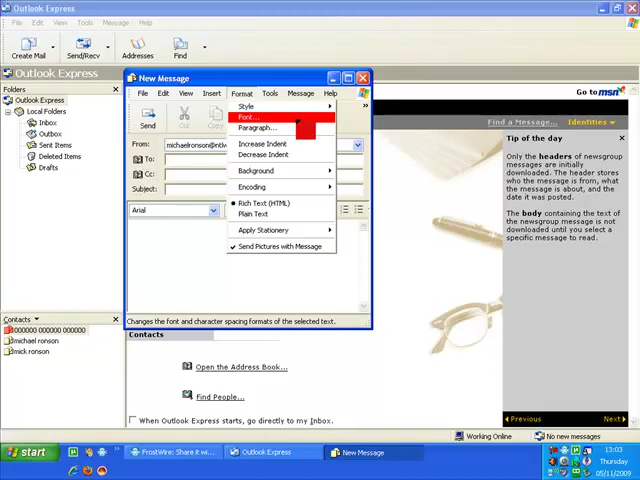 Outlook Express
File Edit View Tools Message Help
Create Mail Send/Recv Addresses Find
Outlook Express
Go to msn
Folders
Outlook Express
Local Folders
Inbox
Outbox
Sent Items
Deleted Items
Drafts
Contacts
000000 000000 000000
michael ronson
mick ronson
New Message
File Edit View Insert Format Tools Message Help
Send Cut Copy
From: michaelronson@ntlw
To:
Cc:
Subject:
Arial
Style
Font...
Paragraph...
Increase Indent
Decrease Indent
Background
Encoding
Rich Text (HTML)
Plain Text
Apply Stationery
Send Pictures with Message
Changes the font and character spacing formats of the selected text.
Find a Message... Identities
Tip of the day
Only the headers of newsgroup
messages are initially
downloaded. The header stores
who the message is from, what
the message is about, and the
date it was posted.
The body containing the text of
the newsgroup message is not
downloaded until you select a
specific message to read.
Previous Next
Contacts
Open the Address Book...
Find People...
When Outlook Express starts, go directly to my Inbox.
Working Online No new messages
start
FrostWire: Share it wi...
Outlook Express
New Message
13:03
Thursday
05/11/2009